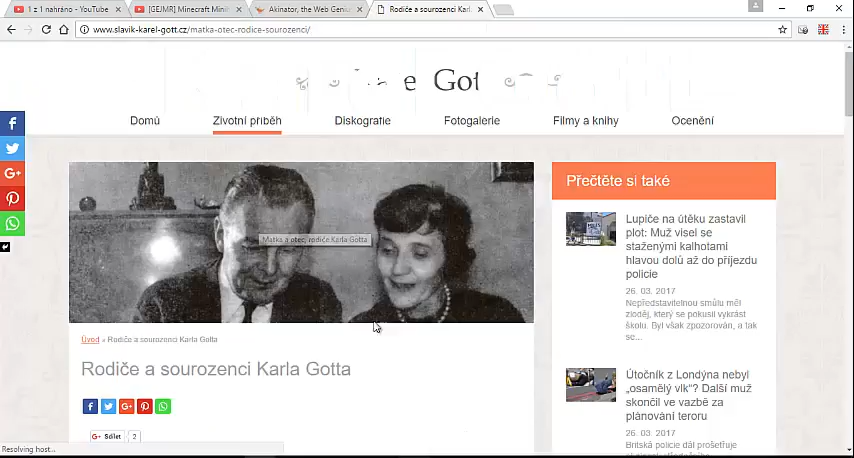 1 z 1 nahráno - YouTube
[GEJMR] Minecraft Mini
Akinator, the Web Geniu
Rodiče a sourozenci Karl
www.slavik-karel-gott.cz/matka-otec-rodice-sourozenci/
Gott
Domů
Životní příběh
Diskografie
Fotogalerie
Filmy a knihy
Ocenění
Matka a otec, rodiče Karla Gotta
Úvod » Rodiče a sourozenci Karla Gotta
Rodiče a sourozenci Karla Gotta
G+ Sdílet 2
Přečtěte si také
Lupiče na útěku zastavil
plot: Muž visel se
staženými kalhotami
hlavou dolů až do příjezdu
policie
26. 03. 2017
Nepředstavitelnou smůlu měl
zloděj, který se pokusil vykrást
školu. Byl však zpozorován, a tak
se...
Útočník z Londýna nebyl
„osamělý vlk“? Další muž
skončil ve vazbě za
plánování teroru
26. 03. 2017
Britská policie dál prošetřuje
Resolving host...